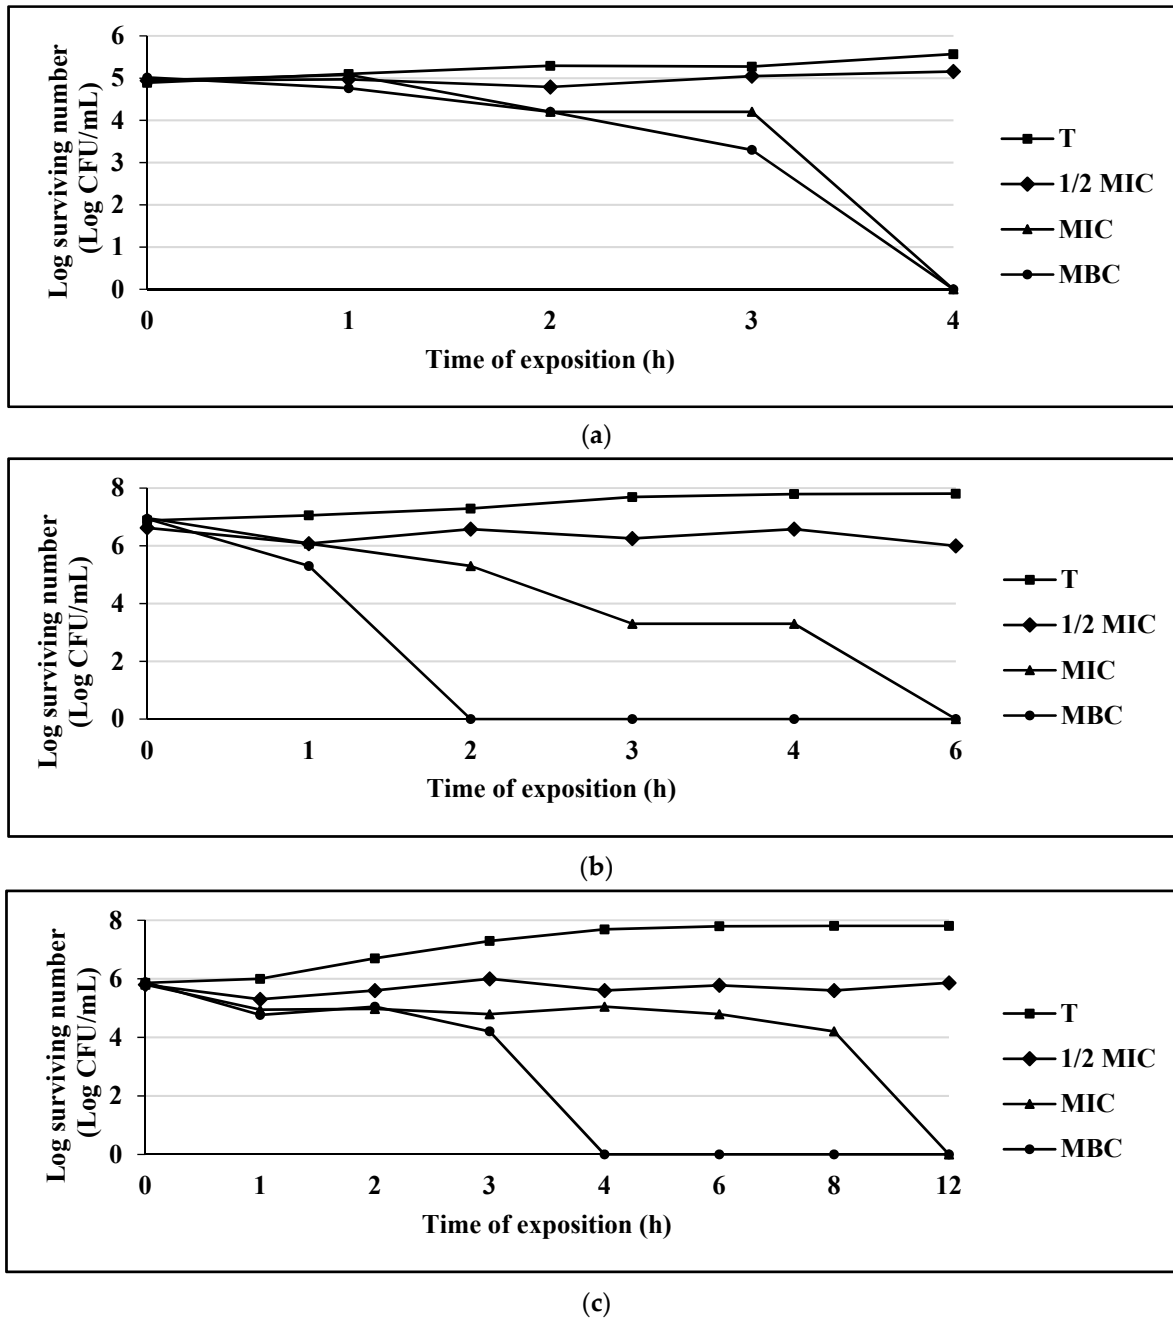 6
5
4
3
2
1
0
Log surviving number
(Log CFU/mL)
0 1 2 3 4
Time of exposition (h)
T
1/2 MIC
MIC
MBC
(a)
8
6
4
2
0
Log surviving number
(Log CFU/mL)
0 1 2 3 4 6
Time of exposition (h)
T
1/2 MIC
MIC
MBC
(b)
8
6
4
2
0
Log surviving number
(Log CFU/mL)
0 1 2 3 4 6 8 12
Time of exposition (h)
T
1/2 MIC
MIC
MBC
(c)